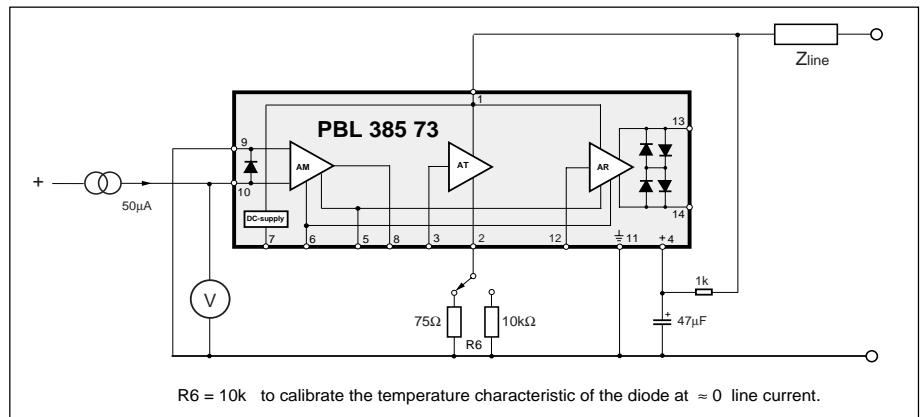 Zline
1
13
PBL 385 73
9
AM
AT
AR
10
+
50µA
14
DC-supply
7
6
5
8
3
2
12
11
+ 4
1k
V
75Ω
10kΩ
+
47µF
R6
R6 = 10k to calibrate the temperature characteristic of the diode at ≈ 0 line current.